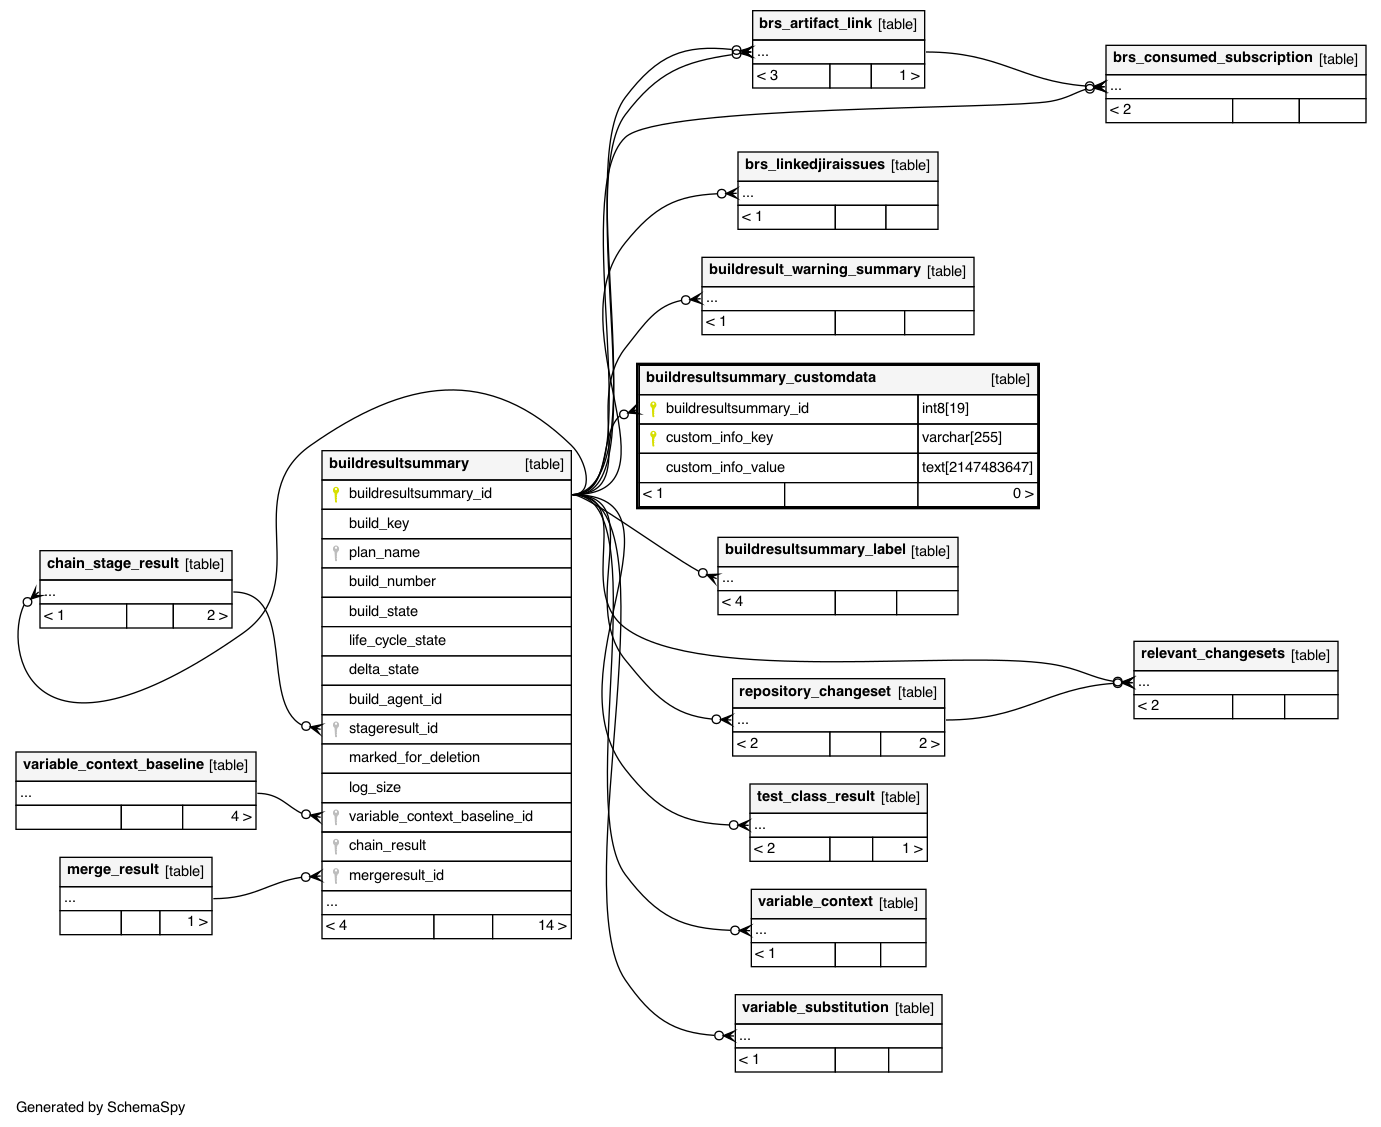 brs_artifact_link [table]
...
< 3 1 >
brs_consumed_subscription [table]
...
< 2
brs_linkedjiraissues [table]
...
< 1
buildresult_warning_summary [table]
...
< 1
buildresultsummary_customdata [table]
buildresultsummary_id int8[19]
custom_info_key varchar[255]
custom_info_value text[2147483647]
< 1 0 >
buildresultsummary [table]
buildresultsummary_id
build_key
plan_name
build_number
build_state
life_cycle_state
delta_state
build_agent_id
stageresult_id
marked_for_deletion
log_size
variable_context_baseline_id
chain_result
mergeresult_id
...
< 4 14 >
chain_stage_result [table]
...
< 1 2 >
variable_context_baseline [table]
...
4 >
merge_result [table]
...
1 >
buildresultsummary_label [table]
...
< 4
relevant_changesets [table]
...
< 2
repository_changeset [table]
...
< 2 2 >
test_class_result [table]
...
< 2 1 >
variable_context [table]
...
< 1
variable_substitution [table]
...
< 1
Generated by SchemaSpy